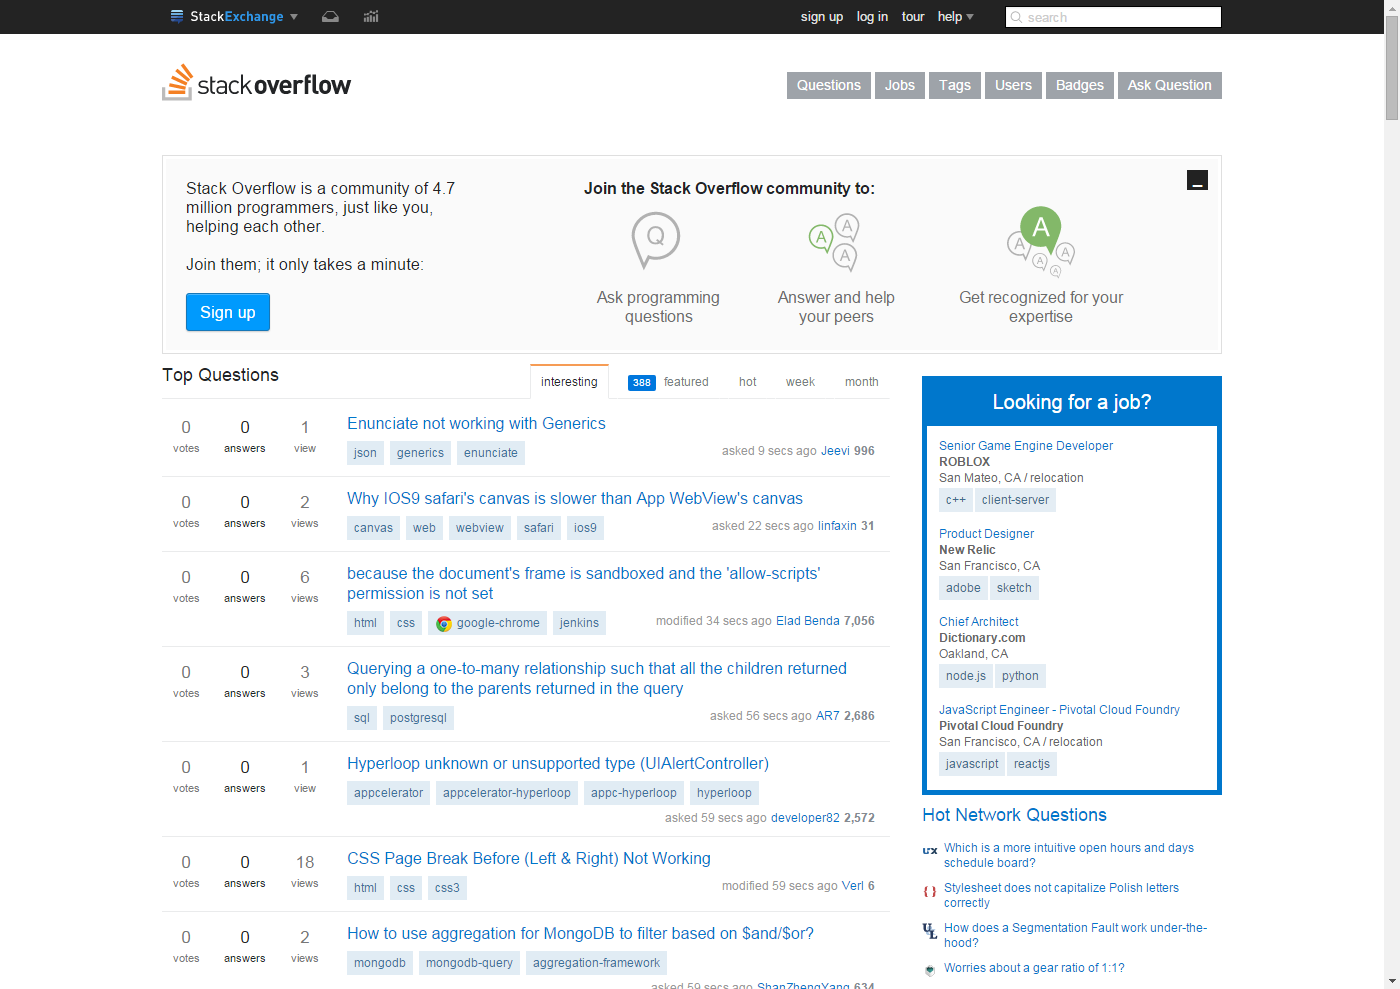 StackExchange
sign up log in tour help
search
stackoverflow
Questions Jobs Tags Users Badges Ask Question
Stack Overflow is a community of 4.7
million programmers, just like you,
helping each other.
Join them; it only takes a minute:
Sign up
Join the Stack Overflow community to:
Q
A A A
A A A A A
Ask programming
questions
Answer and help
your peers
Get recognized for your
expertise
Top Questions
interesting 388 featured hot week month
0 votes 0 answers 1 view
Enunciate not working with Generics
json generics enunciate
asked 9 secs ago Jeevi 996
0 votes 0 answers 2 views
Why IOS9 safari's canvas is slower than App WebView's canvas
canvas web webview safari ios9
asked 22 secs ago linfaxin 31
0 votes 0 answers 6 views
because the document's frame is sandboxed and the 'allow-scripts'
permission is not set
html css google-chrome jenkins
modified 34 secs ago Elad Benda 7,056
0 votes 0 answers 3 views
Querying a one-to-many relationship such that all the children returned
only belong to the parents returned in the query
sql postgresql
asked 56 secs ago AR7 2,686
0 votes 0 answers 1 view
Hyperloop unknown or unsupported type (UIAlertController)
appcelerator appcelerator-hyperloop appc-hyperloop hyperloop
asked 59 secs ago developer82 2,572
0 votes 0 answers 18 views
CSS Page Break Before (Left & Right) Not Working
html css css3
modified 59 secs ago Verl 6
0 votes 0 answers 2 views
How to use aggregation for MongoDB to filter based on $and/$or?
mongodb mongodb-query aggregation-framework
asked 59 secs ago ShanZhengYang 634
Looking for a job?
Senior Game Engine Developer
ROBLOX
San Mateo, CA / relocation
c++ client-server
Product Designer
New Relic
San Francisco, CA
adobe sketch
Chief Architect
Dictionary.com
Oakland, CA
node.js python
JavaScript Engineer - Pivotal Cloud Foundry
Pivotal Cloud Foundry
San Francisco, CA / relocation
javascript reactjs
Hot Network Questions
ux
Which is a more intuitive open hours and days
schedule board?
{ }
Stylesheet does not capitalize Polish letters
correctly
UL
How does a Segmentation Fault work under-the-
hood?
Worries about a gear ratio of 1:1?